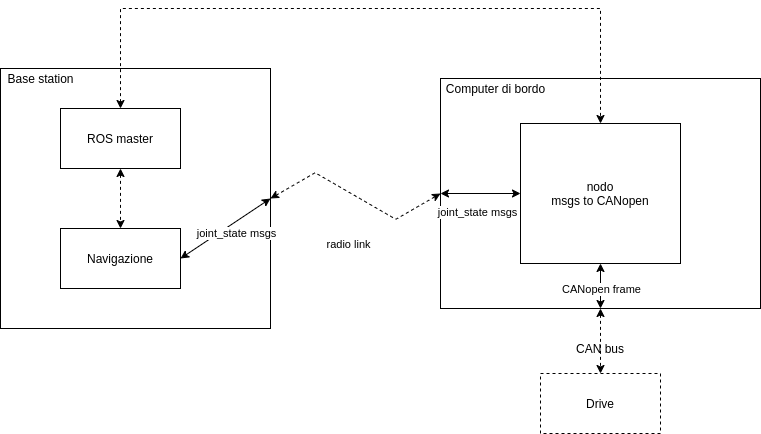 Base station
Computer di bordo
ROS master
nodo
msgs to CANopen
joint_state msgs
joint_state msgs
radio link
Navigazione
CANopen frame
CAN bus
Drive